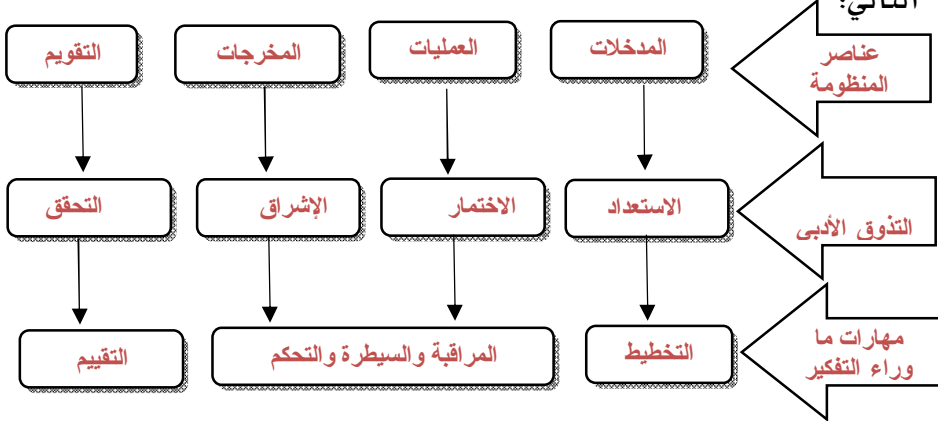 التالي:
عناصر
المنظومة
المدخلات
العمليات
المخرجات
التقويم
التذوق الأدبى
الاستعداد
الاختمار
الإشراق
التحقق
مهارات ما
وراء التفكير
التخطيط
المراقبة والسيطرة والتحكم
التقييم